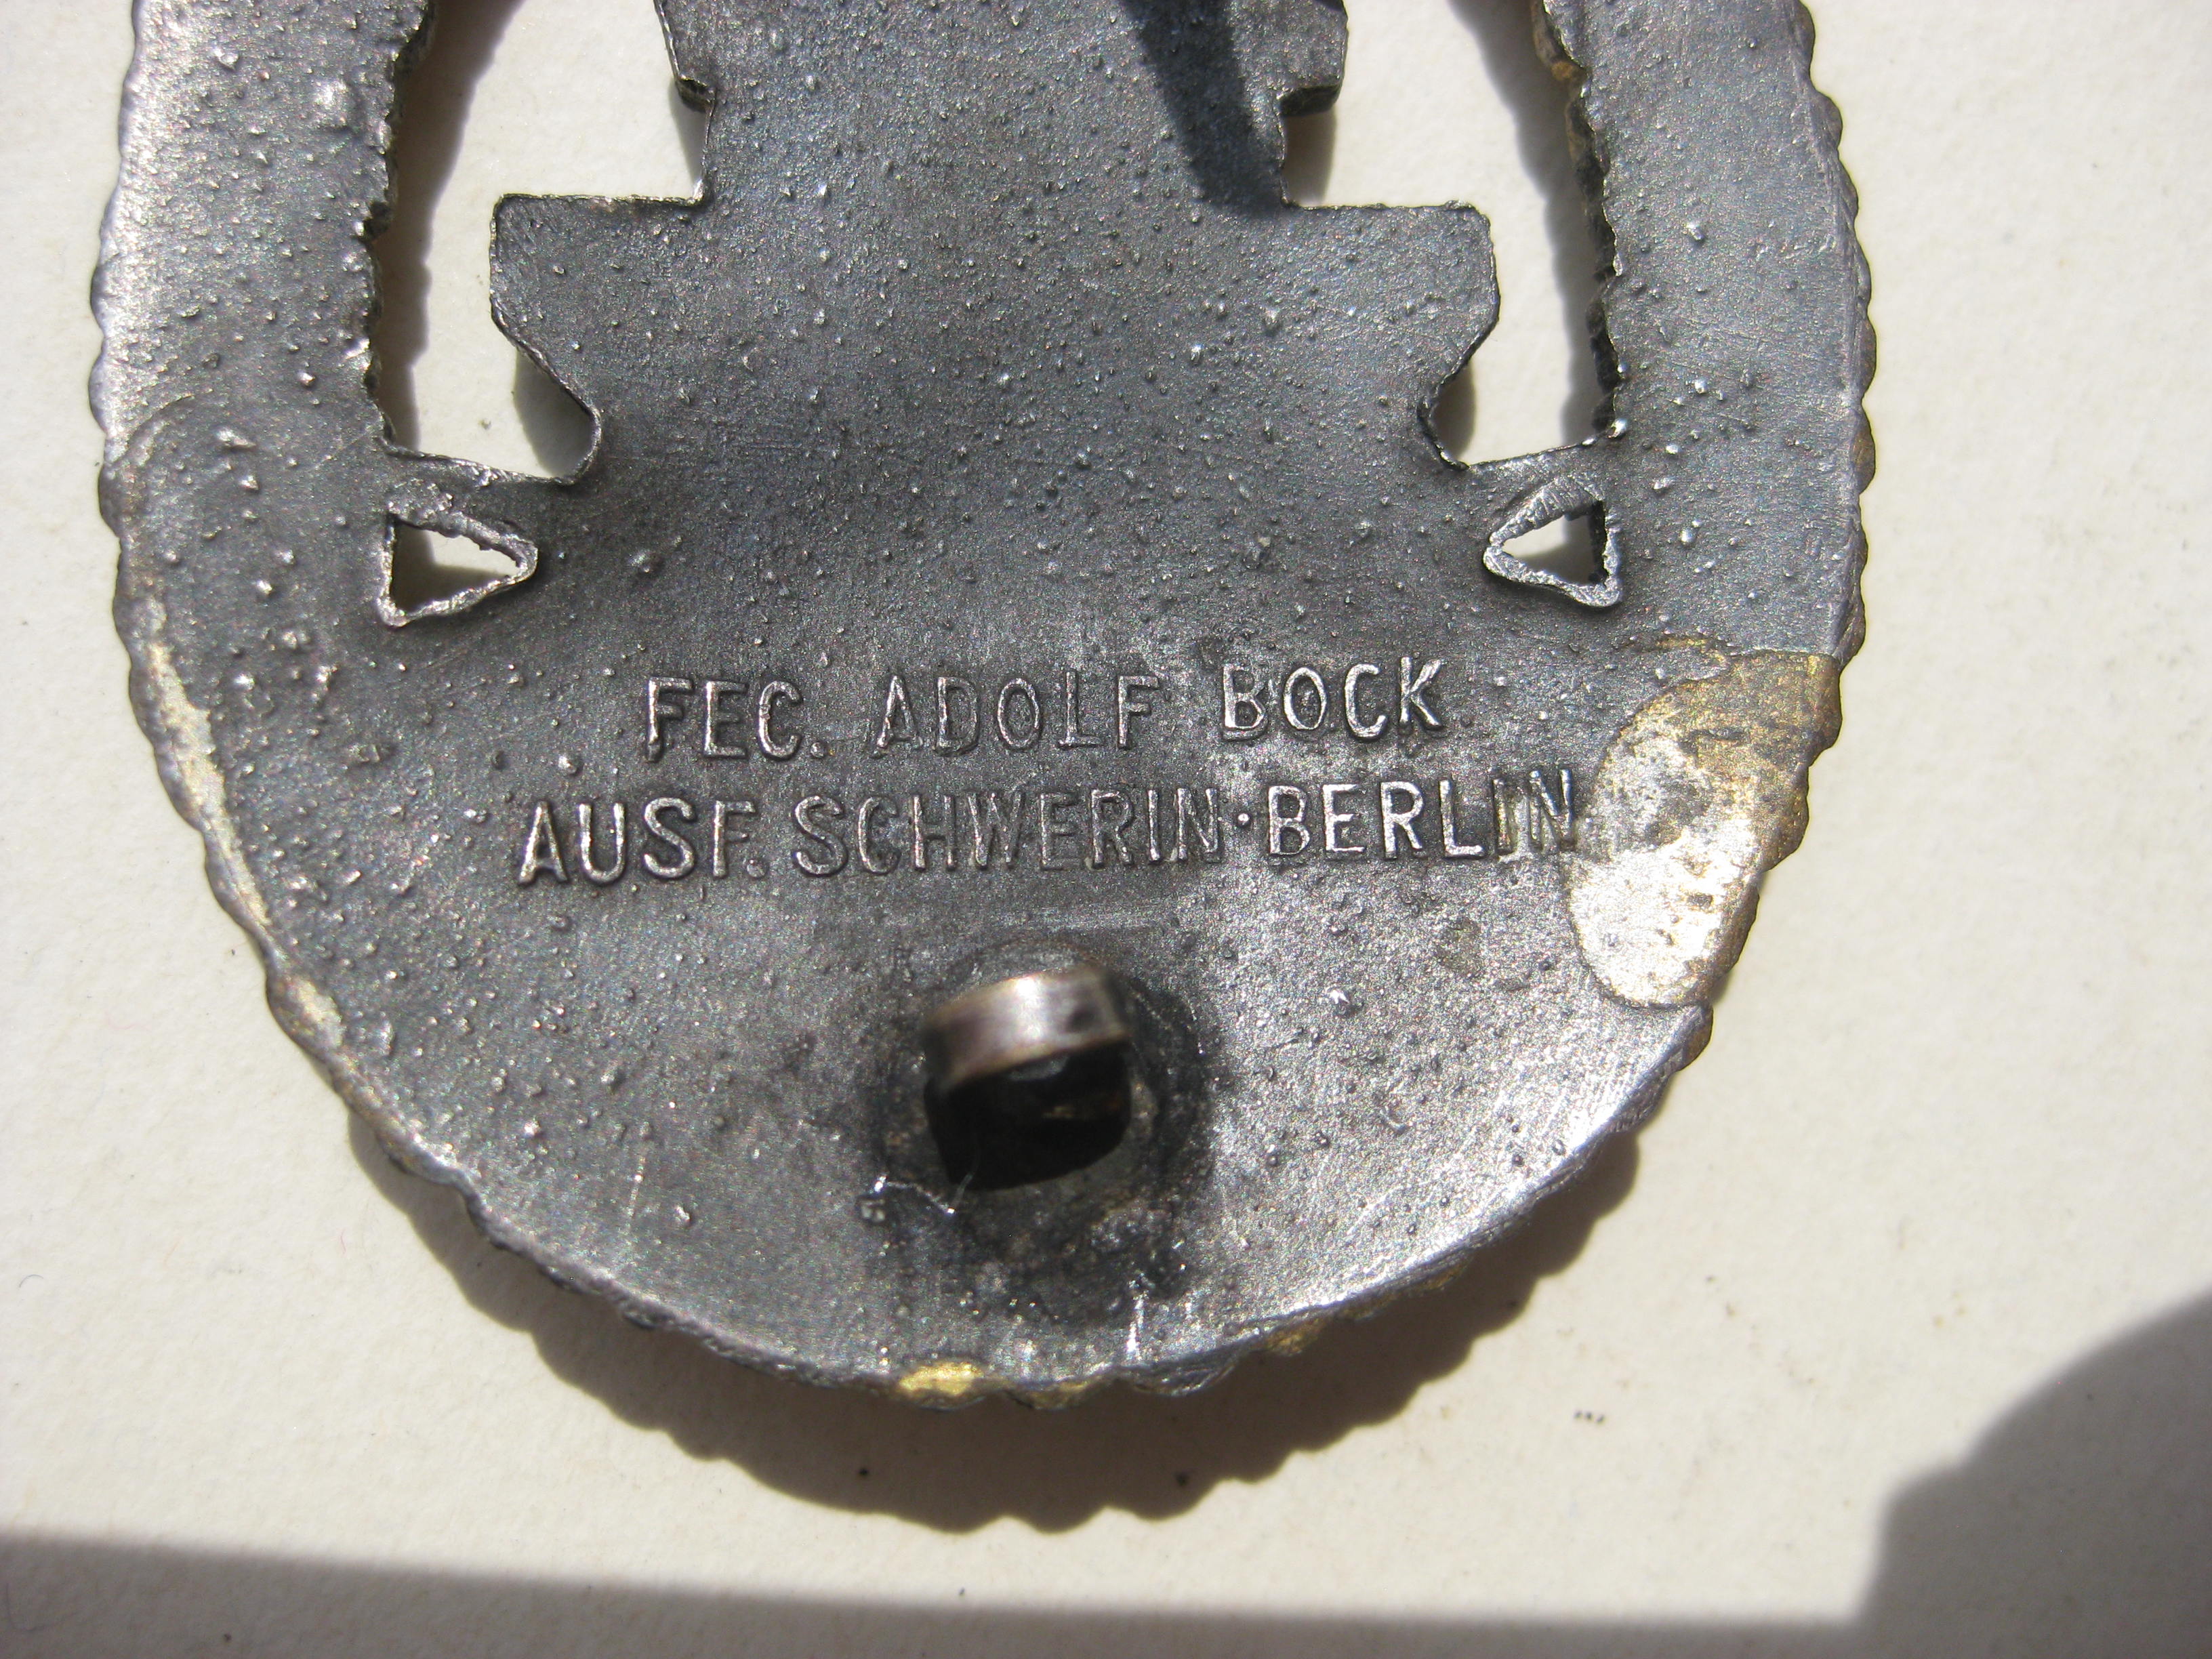 FEC. ADOLF BOCK
AUSF. SCHWERIN·BERLIN